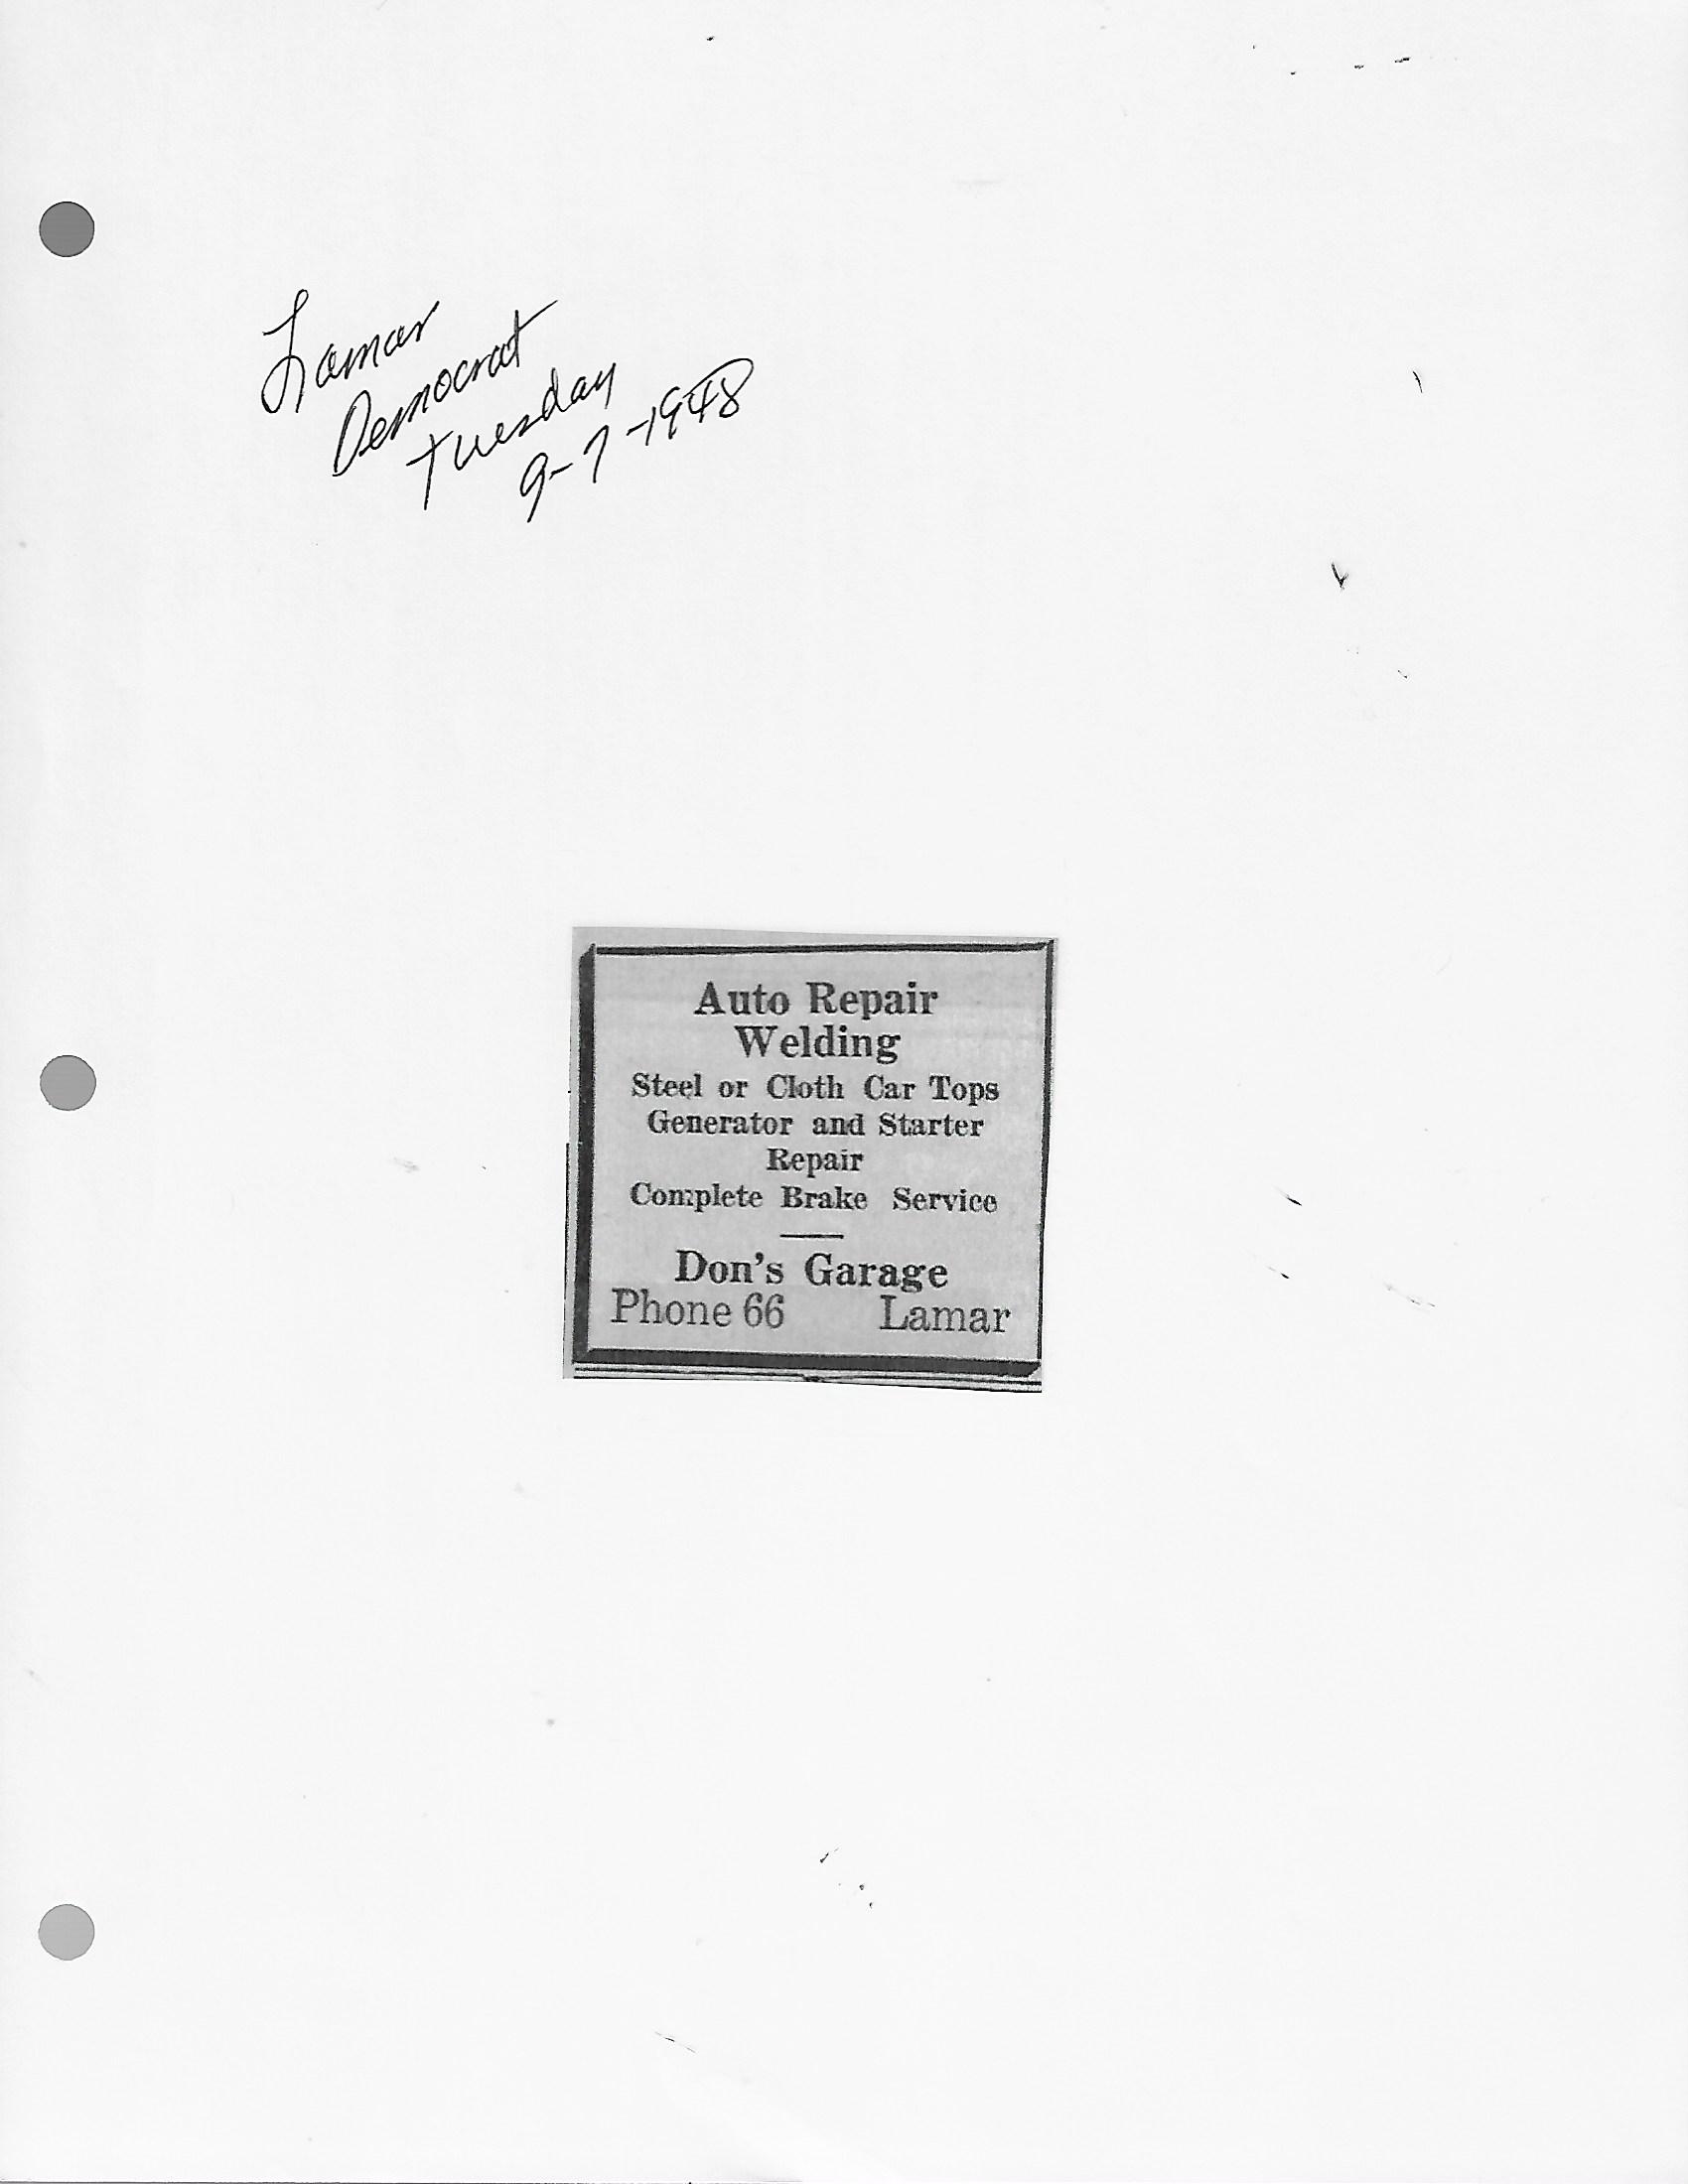 Lamar
Democrat
Tuesday
9-7-1948
Auto Repair
Welding
Steel or Cloth Car Tops
Generator and Starter
Repair
Complete Brake Service
Don's Garage
Phone 66 Lamar